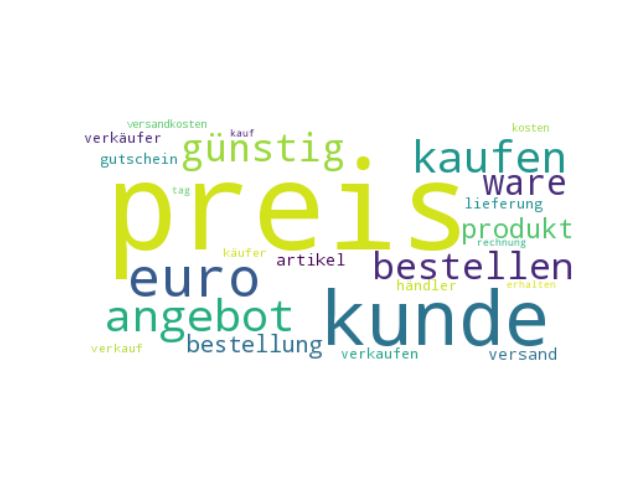 versandkosten
kosten
verkäufer
kauf
günstig
kaufen
gutschein
ware
tag
preis
lieferung
produkt
rechnung
käufer
artikel
bestellen
euro
händler
erhalten
angebot
kunde
bestellung
verkauf
verkaufen
versand